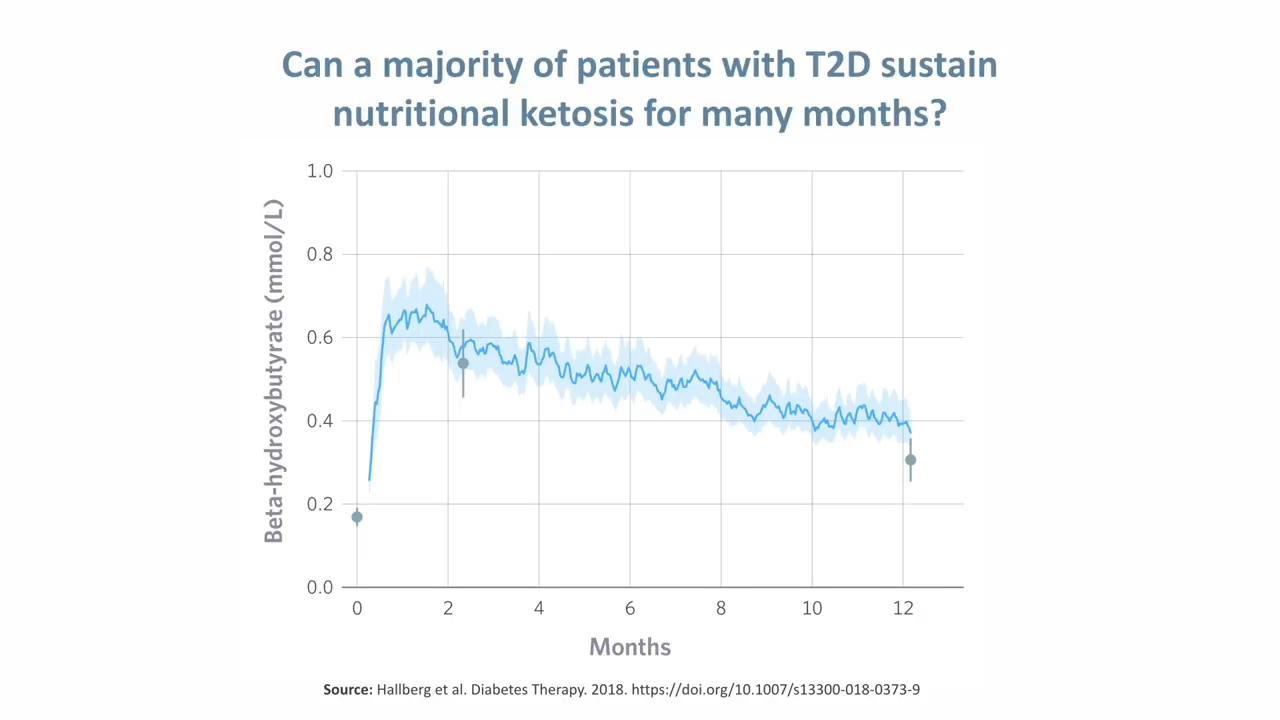 Can a majority of patients with T2D sustain
nutritional ketosis for many months?
Beta-hydroxybutyrate (mmol/L)
1.0
0.8
0.6
0.4
0.2
0.0
0 2 4 6 8 10 12
Months
Source: Hallberg et al. Diabetes Therapy. 2018. https://doi.org/10.1007/s13300-018-0373-9